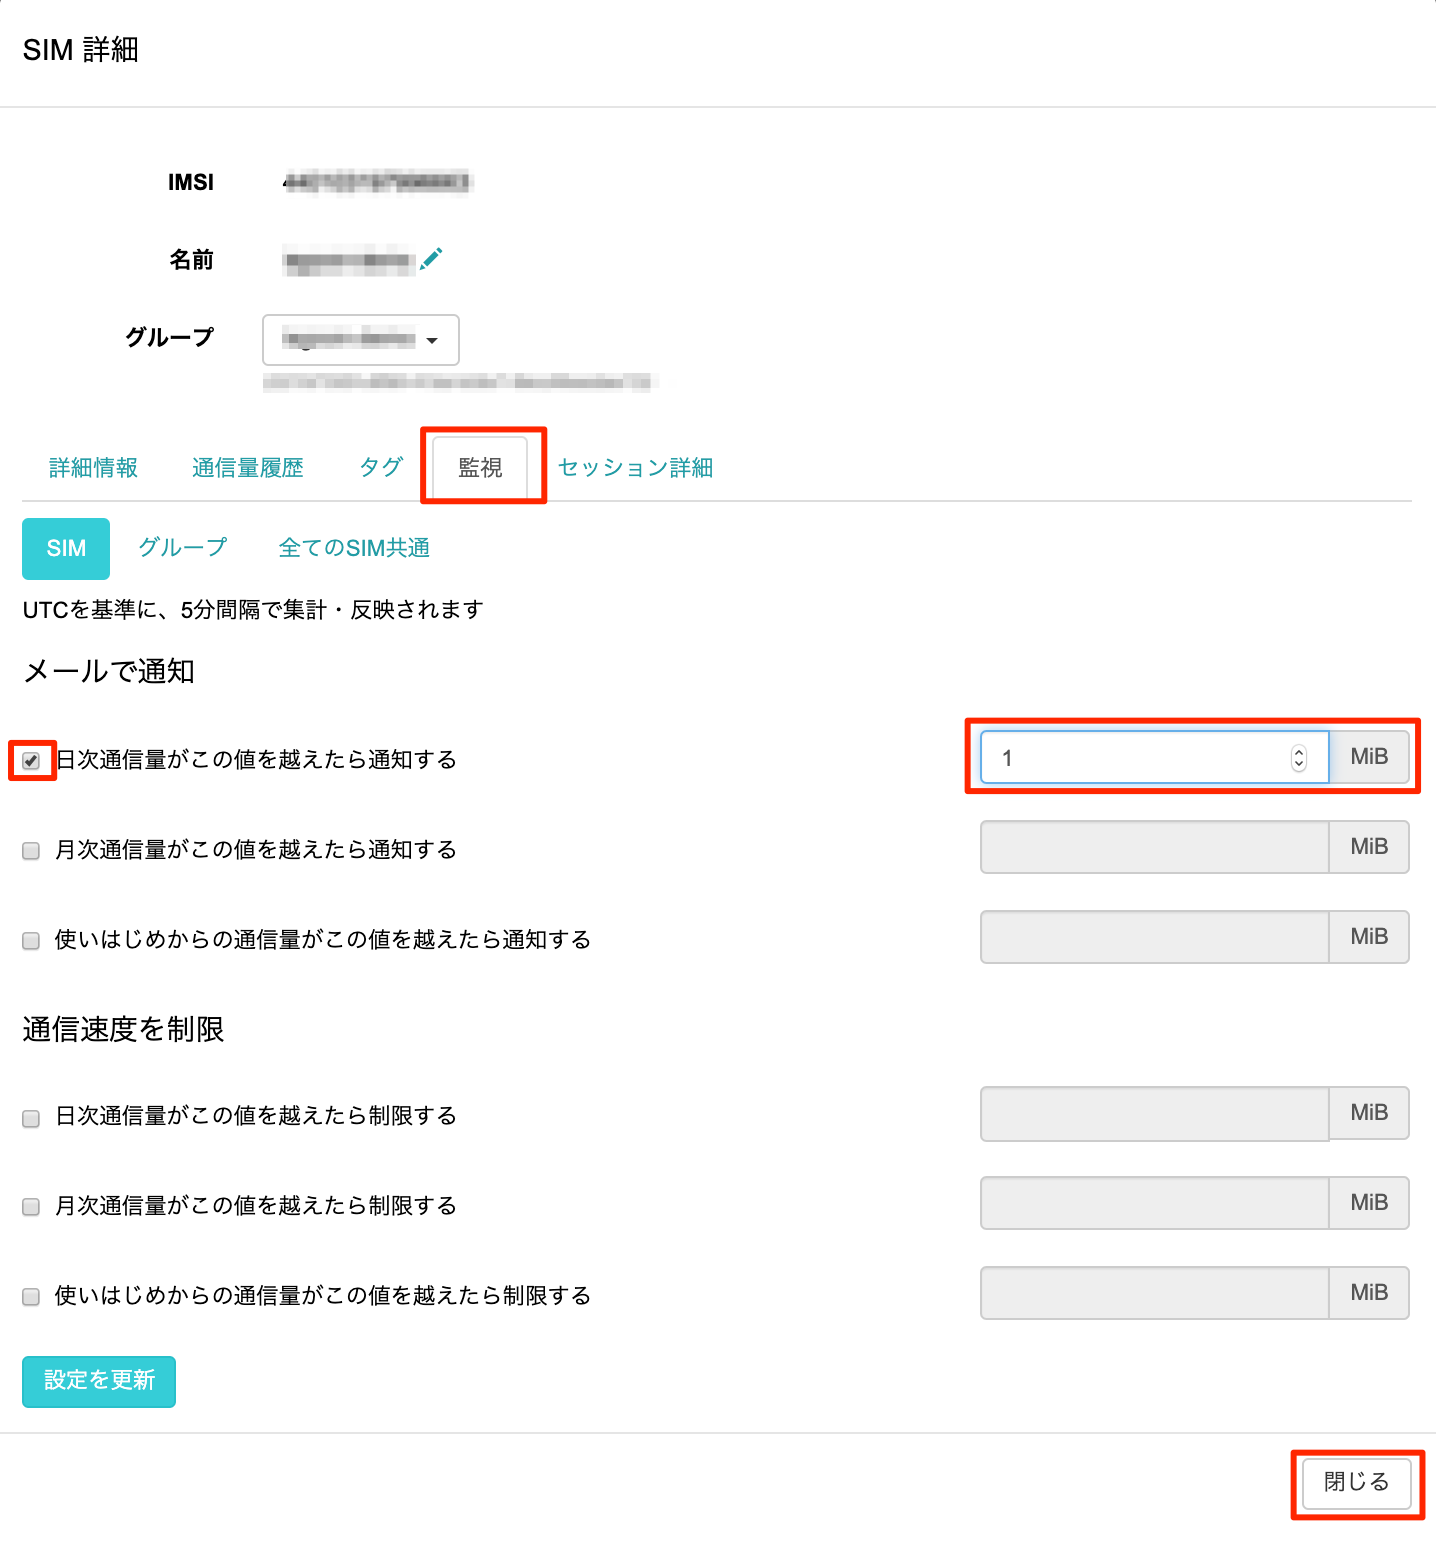 SIM 詳細
IMSI
名前
グループ
詳細情報 通信量履歴 タグ 監視 セッション詳細
SIM グループ 全てのSIM共通
UTCを基準に、5分間隔で集計・反映されます
メールで通知
日次通信量がこの値を越えたら通知する 1 MiB
月次通信量がこの値を越えたら通知する MiB
使いはじめからの通信量がこの値を越えたら通知する MiB
通信速度を制限
日次通信量がこの値を越えたら制限する MiB
月次通信量がこの値を越えたら制限する MiB
使いはじめからの通信量がこの値を越えたら制限する MiB
設定を更新
閉じる